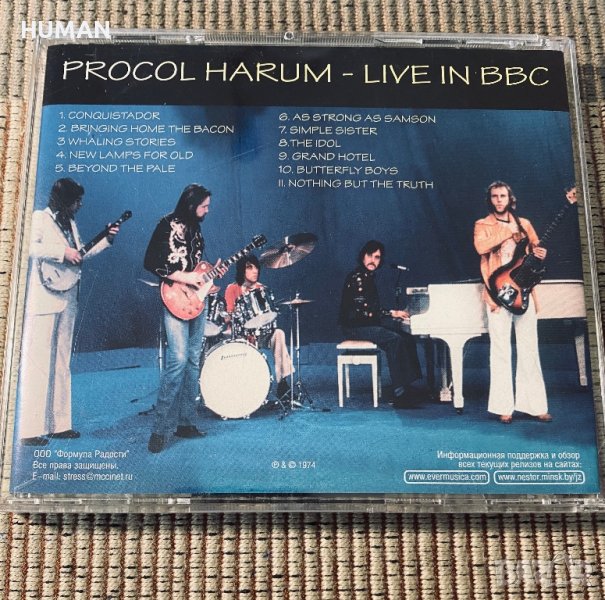 HUMAN
PROCOL HARUM - LIVE IN BBC
1. CONQUISTADOR
2. BRINGING HOME THE BACON
3 WHALING STORIES
4. NEW LAMPS FOR OLD
5. BEYOND THE PALE
6. AS STRONG AS SAMSON
7. SIMPLE SISTER
8.THE IDOL
9. GRAND HOTEL
10. BUTTERFLY BOYS
11. NOTHING BUT THE TRUTH
ООО "Формула Радости"
Все права защищены.
E-mail: stress@mccinet.ru
℗ & © 1974
Информационная поддержка и обзор
всех текущих релизов на сайтах:
www.evermusica.com www.nestor.minsk.by/jz